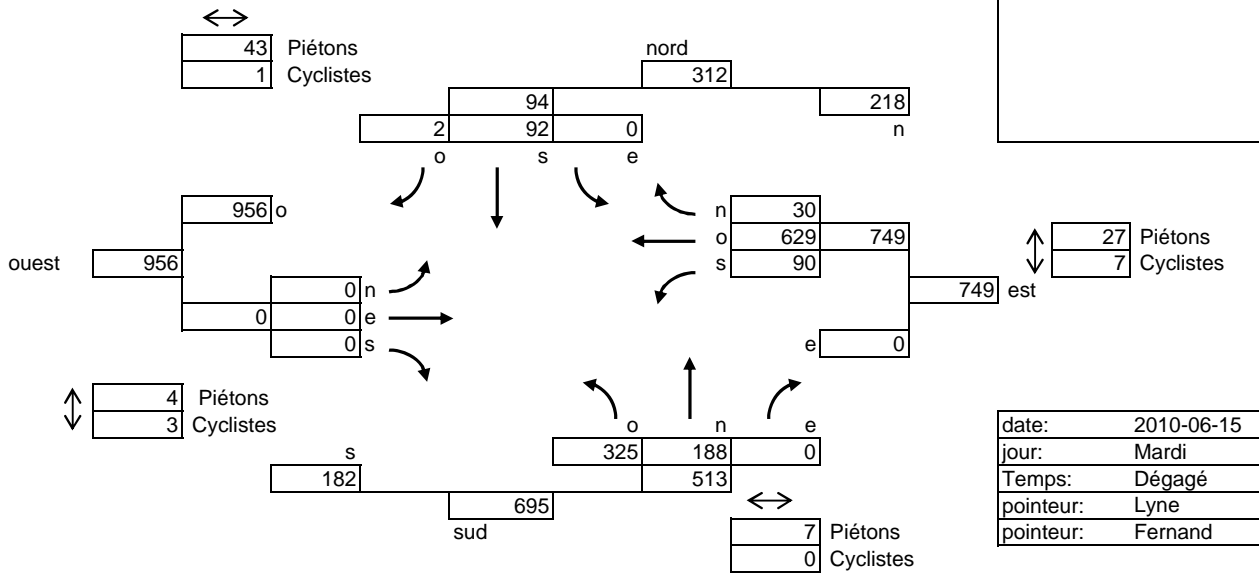 43 Piétons
nord
1 Cyclistes
312
94
218
2 92 0
n
o s e
956 o
n 30
o 629 749
27 Piétons
ouest 956
s 90
7 Cyclistes
0 n
749 est
0 0 e
0 s
e 0
4 Piétons
3 Cyclistes
o n e
date: 2010-06-15
325 188 0
jour: Mardi
s
182
513
Temps: Dégagé
695
pointeur: Lyne
sud
7 Piétons
pointeur: Fernand
0 Cyclistes